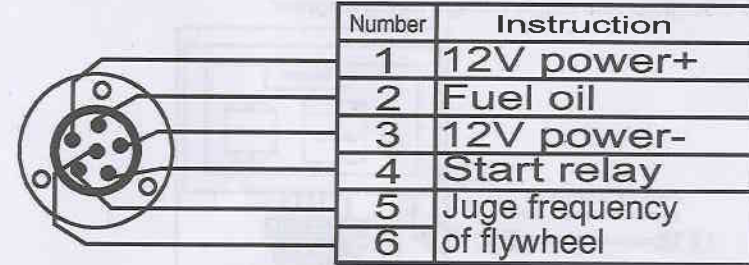 Number Instruction
1 12V power+
2 Fuel oil
3 12V power-
4 Start relay
5 Juge frequency
6 of flywheel